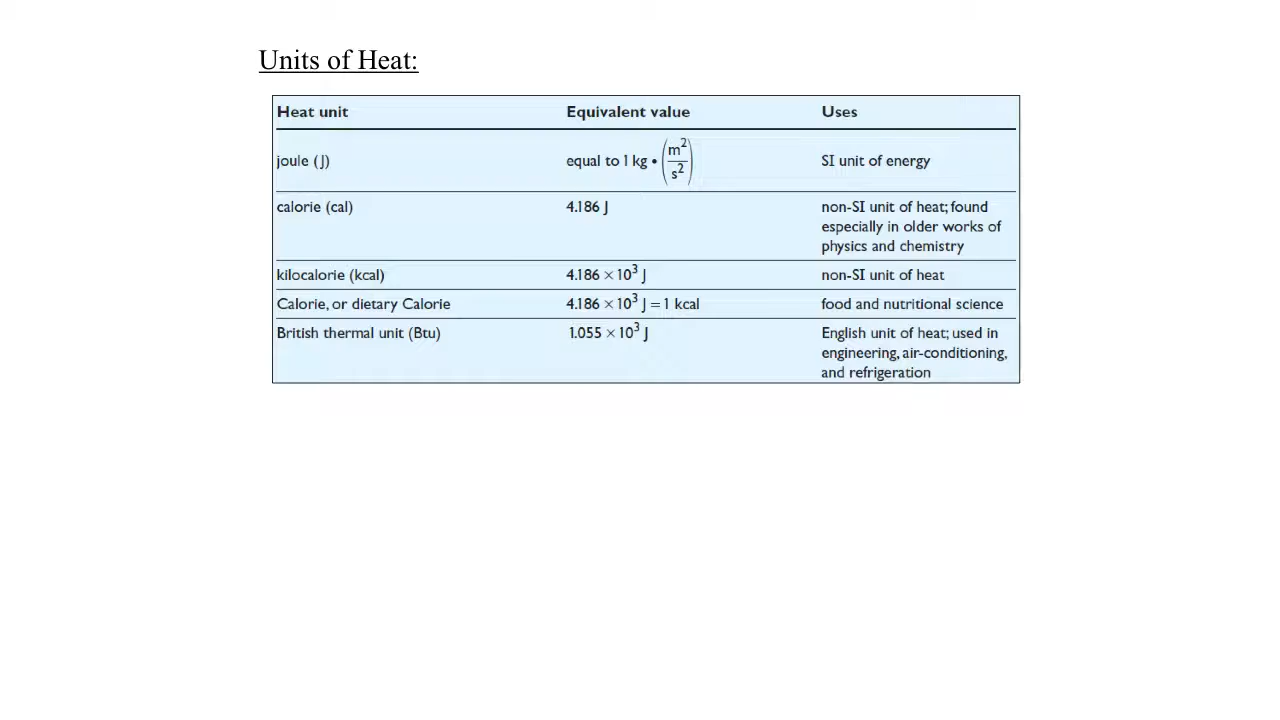 Units of Heat:
Heat unit Equivalent value Uses
joule (J) equal to 1 kg • (m²/s²) SI unit of energy
calorie (cal) 4.186 J non-SI unit of heat; found
especially in older works of
physics and chemistry
kilocalorie (kcal) 4.186 × 10³ J non-SI unit of heat
Calorie, or dietary Calorie 4.186 × 10³ J = 1 kcal food and nutritional science
British thermal unit (Btu) 1.055 × 10³ J English unit of heat; used in
engineering, air-conditioning,
and refrigeration